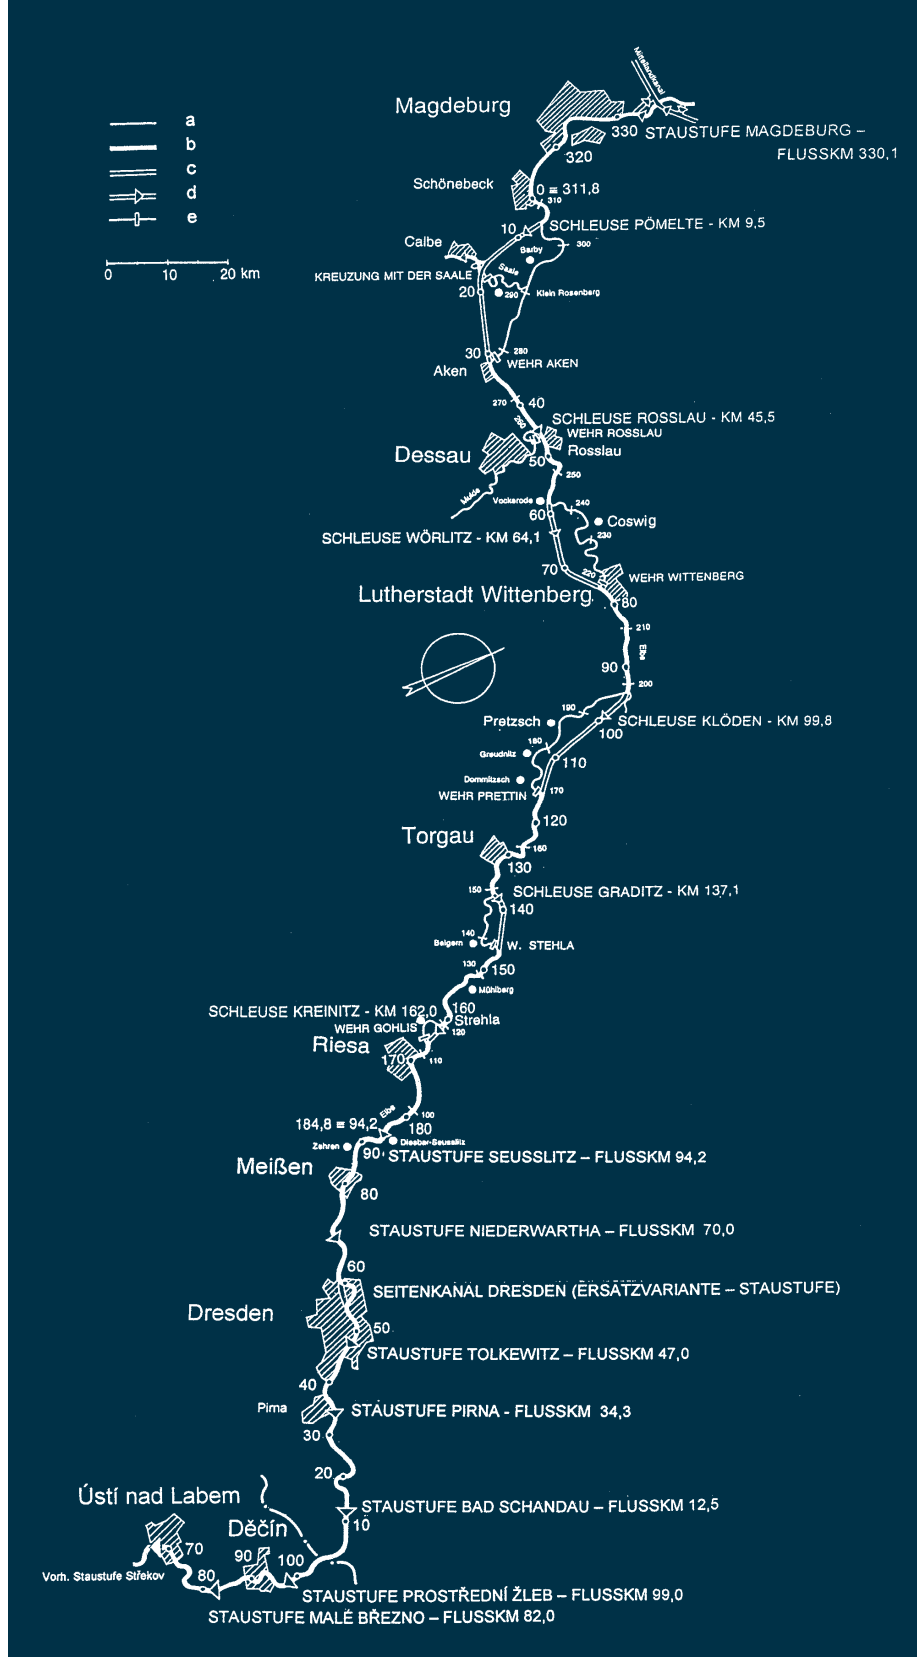 Mittellandkanal
Magdeburg
330
STAUSTUFE MAGDEBURG –
FLUSSKM 330,1
a
b
c
d
e
320
Schönebeck
0 = 311,8
310
10
SCHLEUSE PÖMELTE - KM 9,5
Calbe
300
Barby
KREUZUNG MIT DER SAALE
Saale
0
10
20 km
20
290
Klein Rosenberg
30
280
WEHR AKEN
Aken
270
40
260
SCHLEUSE ROSSLAU - KM 45,5
WEHR ROSSLAU
Dessau
Rosslau
50
250
Mulde
Vockerode
240
60
Coswig
SCHLEUSE WÖRLITZ - KM 64,1
230
70
220
WEHR WITTENBERG
Lutherstadt Wittenberg
80
210
Elbe
90
200
190
Pretzsch
SCHLEUSE KLÖDEN - KM 99,8
100
180
Greudnitz
110
Dommitzsch
WEHR PRETTIN
170
120
Torgau
160
130
150
SCHLEUSE GRADITZ - KM 137,1
140
140
Belgern
W. STEHLA
130
150
Mühlberg
SCHLEUSE KREINITZ - KM 162,0
160
Strehla
WEHR GOHLIS
120
Riesa
170
110
Elbe
100
184,8 = 94,2
180
Zehren
Diesbar-Seusslitz
90
STAUSTUFE SEUSSLITZ – FLUSSKM 94,2
Meißen
80
STAUSTUFE NIEDERWARTHA – FLUSSKM 70,0
60
SEITENKANAL DRESDEN (ERSATZVARIANTE – STAUSTUFE)
Dresden
50
STAUSTUFE TOLKEWITZ – FLUSSKM 47,0
40
Pirna
STAUSTUFE PIRNA - FLUSSKM 34,3
30
20
Ústí nad Labem
STAUSTUFE BAD SCHANDAU – FLUSSKM 12,5
10
Děčín
70
90
100
Vorh. Staustufe Střekov
80
STAUSTUFE PROSTŘEDNÍ ŽLEB – FLUSSKM 99,0
STAUSTUFE MALÉ BŘEZNO – FLUSSKM 82,0